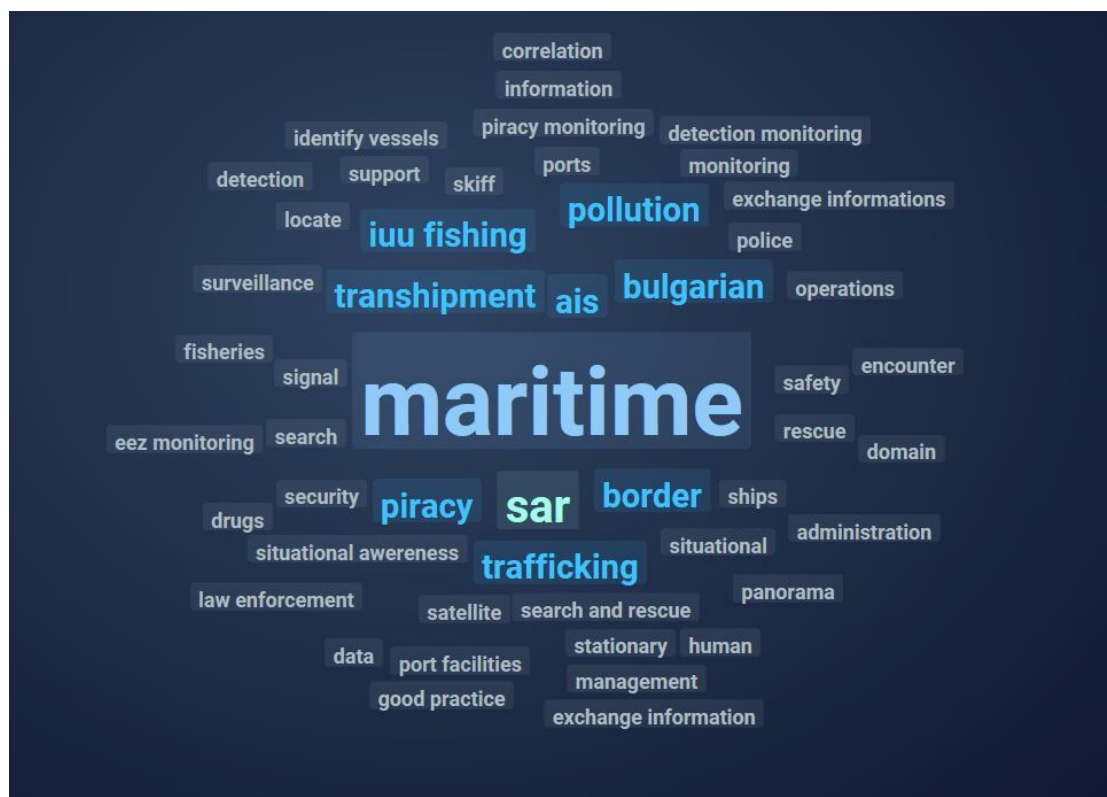 correlation
information
piracy monitoring
detection monitoring
identify vessels
ports
monitoring
support
detection
skiff
exchange informations
pollution
locate
iuu fishing
police
surveillance
transhipment
ais
bulgarian
operations
fisheries
signal
maritime
safety
encounter
eez monitoring
search
rescue
domain
security
piracy
sar
border
ships
drugs
situational awereness
trafficking
situational
administration
law enforcement
satellite
search and rescue
panorama
data
port facilities
stationary
human
good practice
management
exchange information